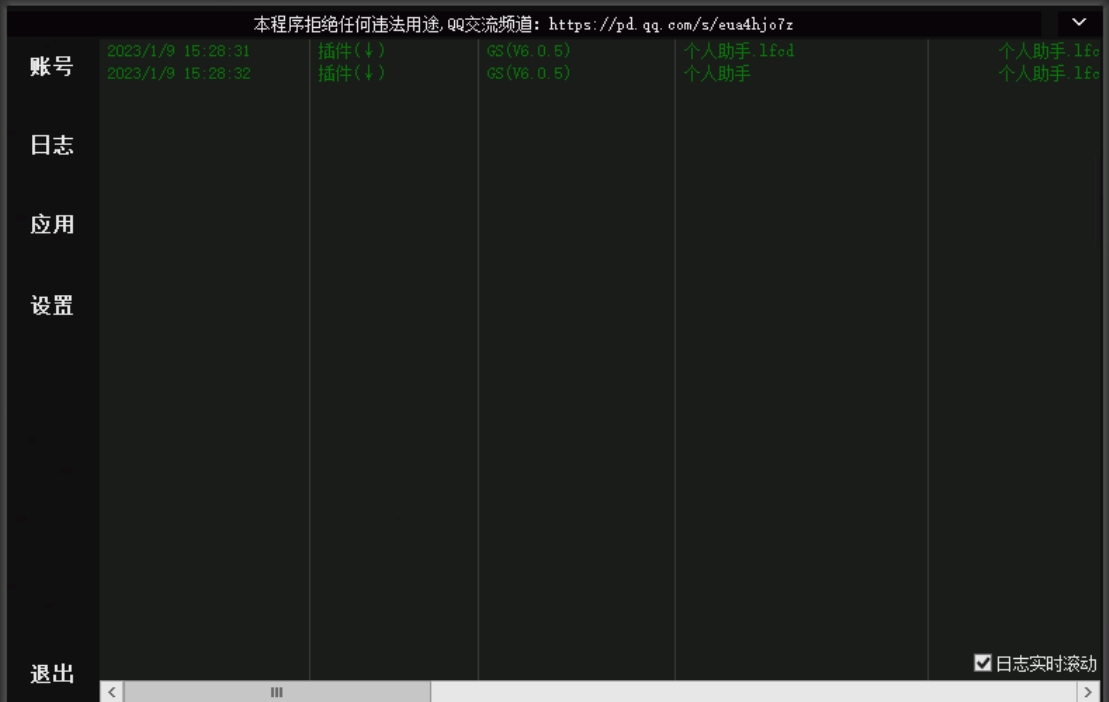 本程序拒绝任何违法用途,QQ交流频道: https://pd.qq.com/s/eua4hjo7z
账号
日志
应用
设置
退出
2023/1/9 15:28:31 插件(↓) GS(V6.0.5) 个人助手.lfcd 个人助手.lfc
2023/1/9 15:28:32 插件(↓) GS(V6.0.5) 个人助手 个人助手.lfc
日志实时滚动